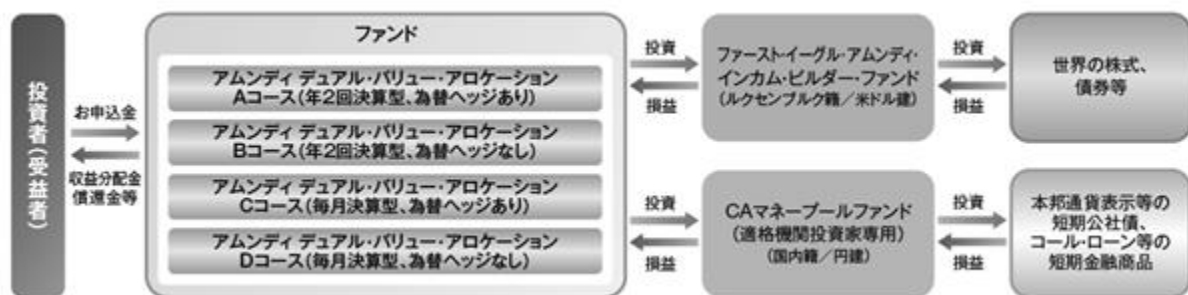 投資者(受益者)
お申込金
収益分配金
償還金等
ファンド
アムンディ デュアル・バリュー・アロケーション
Aコース(年2回決算型、為替ヘッジあり)
アムンディ デュアル・バリュー・アロケーション
Bコース(年2回決算型、為替ヘッジなし)
アムンディ デュアル・バリュー・アロケーション
Cコース(毎月決算型、為替ヘッジあり)
アムンディ デュアル・バリュー・アロケーション
Dコース(毎月決算型、為替ヘッジなし)
投資
損益
ファースト・イーグル・アムンディ・
インカム・ビルダー・ファンド
(ルクセンブルク籍/米ドル建)
投資
損益
世界の株式、
債券等
投資
損益
CAマネープールファンド
(適格機関投資家専用)
(国内籍/円建)
投資
損益
本邦通貨表示等の
短期公社債、
コール・ローン等の
短期金融商品